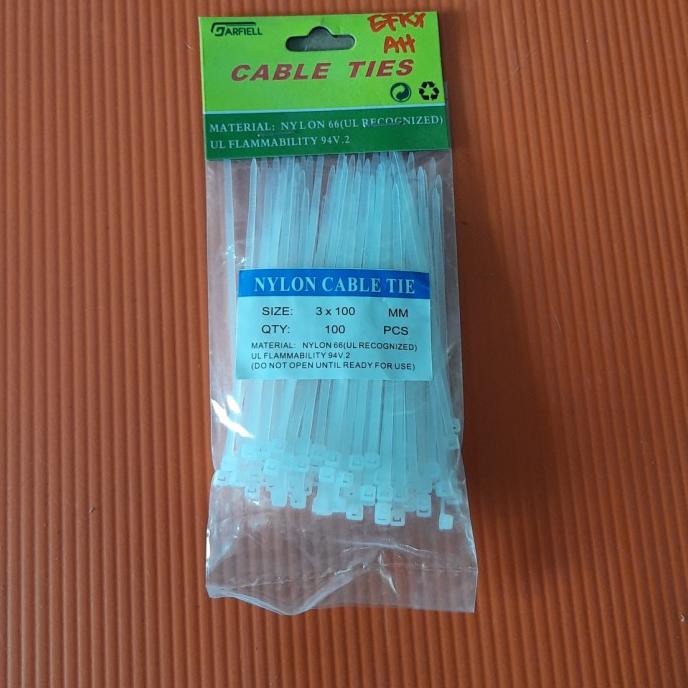 GARFIELL
CABLE TIES
MATERIAL: NYLON 66(UL RECOGNIZED)
UL FLAMMABILITY 94V.2
NYLON CABLE TIE
SIZE: 3 x 100 MM
QTY: 100 PCS
MATERIAL: NYLON 66(UL RECOGNIZED)
UL FLAMMABILITY 94V.2
(DO NOT OPEN UNTIL READY FOR USE)